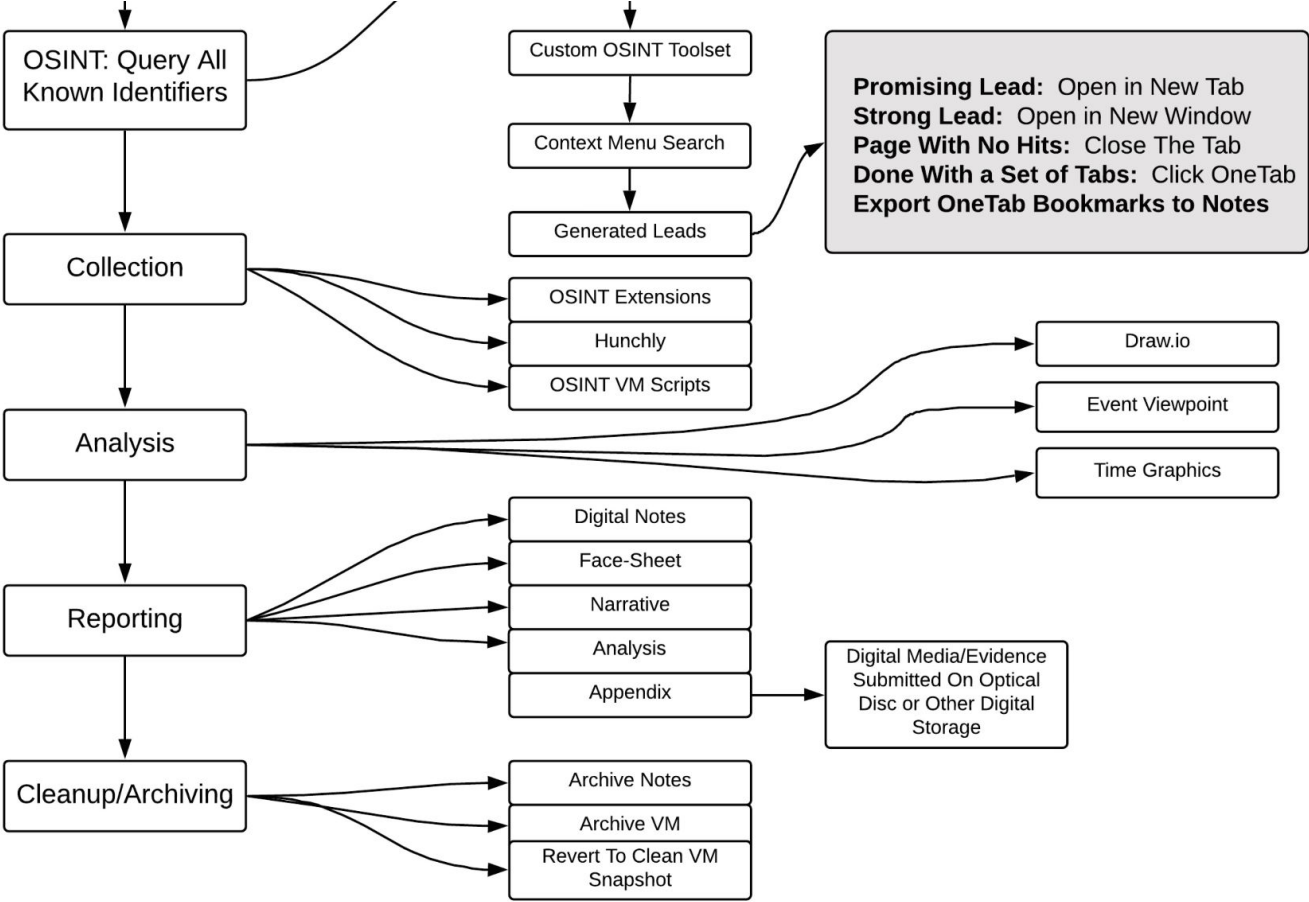 OSINT: Query All
Known Identifiers
Custom OSINT Toolset
Context Menu Search
Generated Leads
Promising Lead:  Open in New Tab
Strong Lead:  Open in New Window
Page With No Hits:  Close The Tab
Done With a Set of Tabs:  Click OneTab
Export OneTab Bookmarks to Notes
Collection
OSINT Extensions
Hunchly
OSINT VM Scripts
Analysis
Draw.io
Event Viewpoint
Time Graphics
Reporting
Digital Notes
Face-Sheet
Narrative
Analysis
Appendix
Digital Media/Evidence
Submitted On Optical
Disc or Other Digital
Storage
Cleanup/Archiving
Archive Notes
Archive VM
Revert To Clean VM
Snapshot